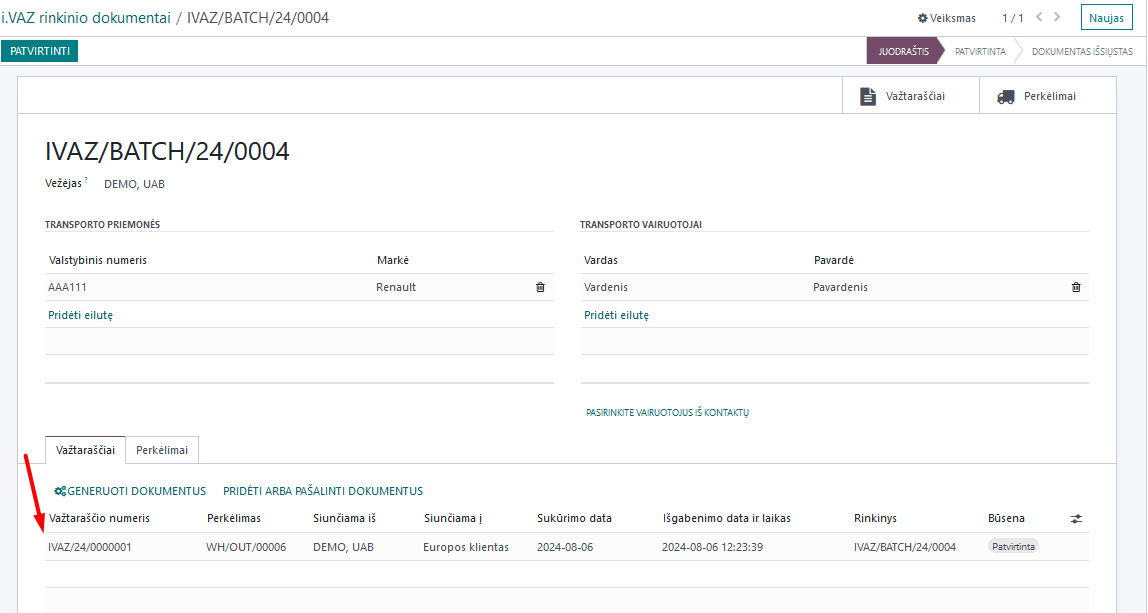 i.VAZ rinkinio dokumentai / IVAZ/BATCH/24/0004 Veiksmas 1 / 1 Naujas
PATVIRTINTI JUODRAŠTIS PATVIRTINTA DOKUMENTAS IŠSIŲSTAS
Važtaraščiai Perkėlimai
IVAZ/BATCH/24/0004
Vežėjas ? DEMO, UAB
TRANSPORTO PRIEMONĖS TRANSPORTO VAIRUOTOJAI
Valstybinis numeris Markė Vardas Pavardė
AAA111 Renault Vardenis Pavardenis
Pridėti eilutę Pridėti eilutę
PASIRINKITE VAIRUOTOJUS IŠ KONTAKTŲ
Važtaraščiai Perkėlimai
GENERUOTI DOKUMENTUS PRIDĖTI ARBA PAŠALINTI DOKUMENTUS
Važtaraščio numeris Perkėlimas Siunčiama iš Siunčiama į Sukūrimo data Išgabenimo data ir laikas Rinkinys Būsena
IVAZ/24/0000001 WH/OUT/00006 DEMO, UAB Europos klientas 2024-08-06 2024-08-06 12:23:39 IVAZ/BATCH/24/0004 Patvirtinta